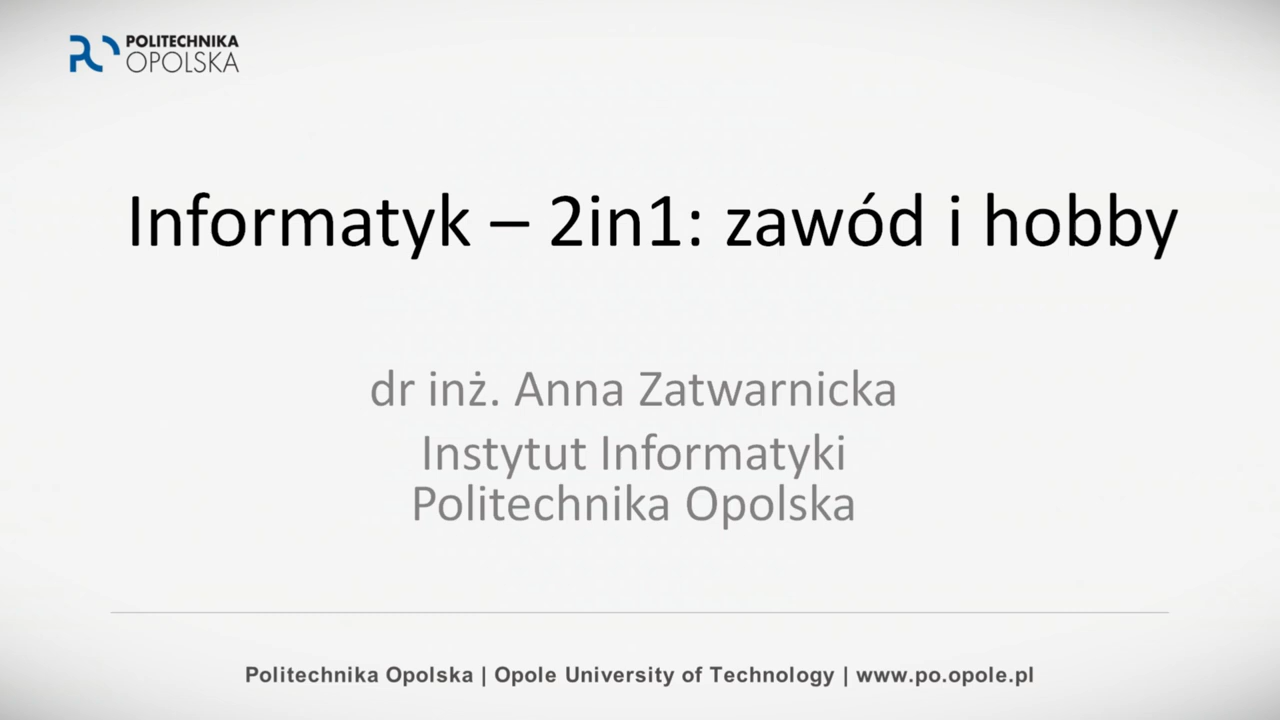 POLITECHNIKA
OPOLSKA
Informatyk – 2in1: zawód i hobby
dr inż. Anna Zatwarnicka
Instytut Informatyki
Politechnika Opolska
Politechnika Opolska | Opole University of Technology | www.po.opole.pl